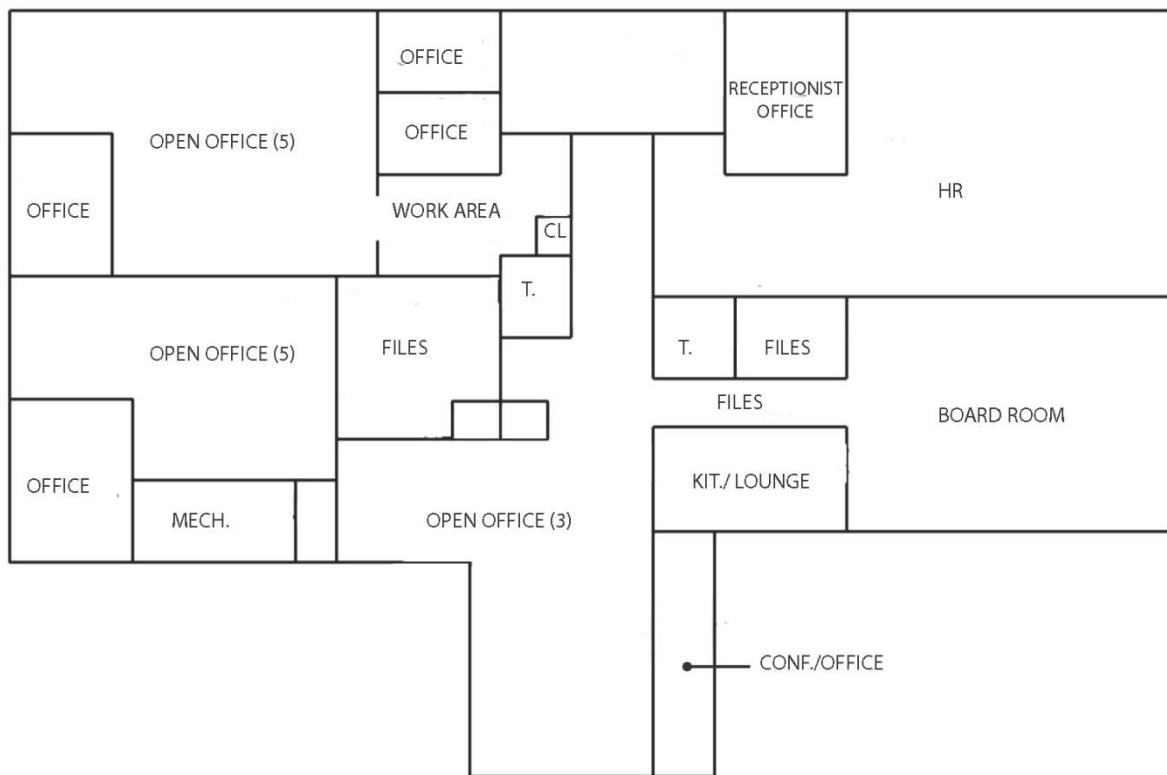 OFFICE
RECEPTIONIST
OFFICE
OFFICE
OPEN OFFICE (5)
HR
OFFICE
WORK AREA
CL
T.
OPEN OFFICE (5)
FILES
T.
FILES
FILES
BOARD ROOM
OFFICE
KIT./ LOUNGE
MECH.
OPEN OFFICE (3)
CONF./OFFICE